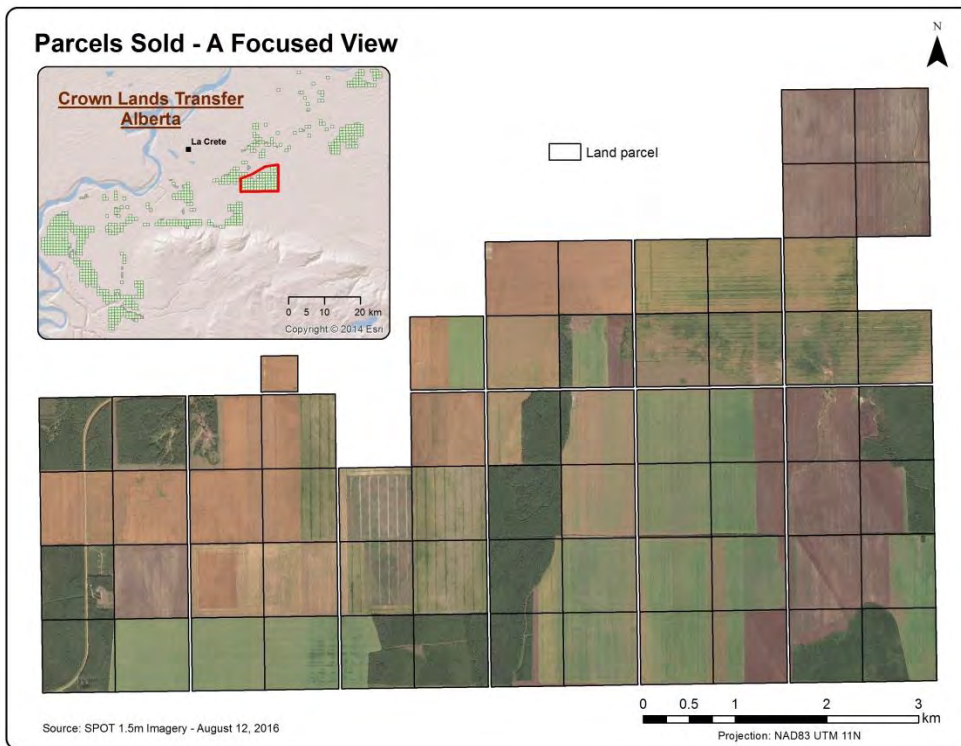 Parcels Sold - A Focused View
N
Crown Lands Transfer
Alberta
La Crete
Land parcel
0 5 10 20 km
Copyright © 2014 Esri
0 0.5 1 2 3
km
Source: SPOT 1.5m Imagery - August 12, 2016
Projection: NAD83 UTM 11N